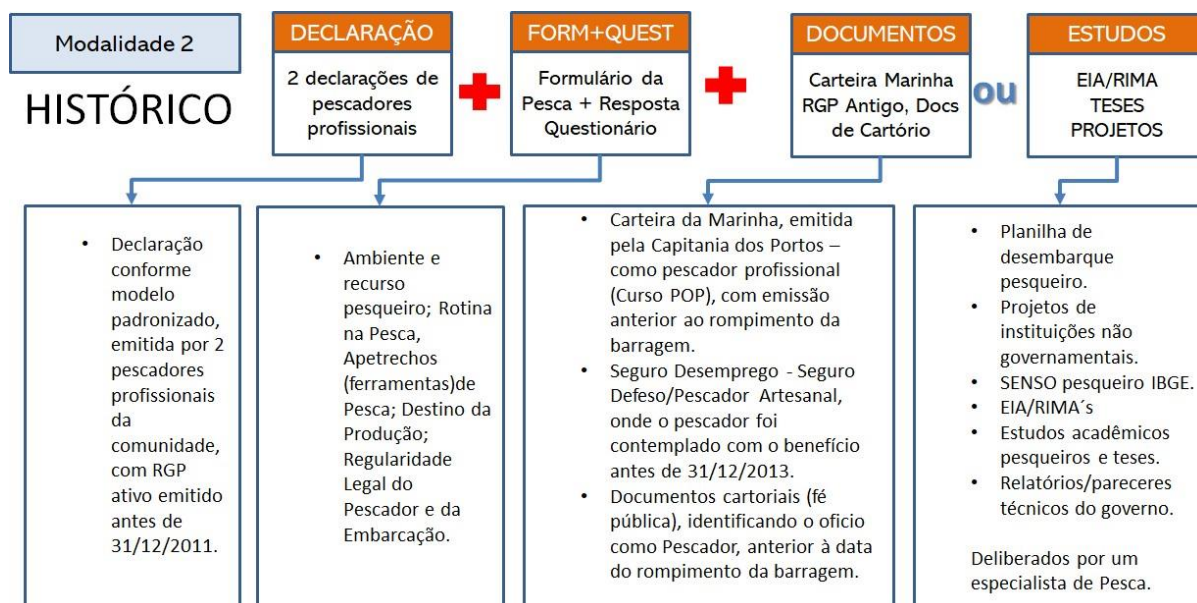 Modalidade 2
HISTÓRICO
DECLARAÇÃO
2 declarações de
pescadores
profissionais
FORM+QUEST
Formulário da
Pesca + Resposta
Questionário
DOCUMENTOS
Carteira Marinha
RGP Antigo, Docs
de Cartório
ou
ESTUDOS
EIA/RIMA
TESES
PROJETOS
• Declaração
conforme
modelo
padronizado,
emitida por 2
pescadores
profissionais
da
comunidade,
com RGP
ativo emitido
antes de
31/12/2011.
• Ambiente e
recurso
pesqueiro; Rotina
na Pesca,
Apetrechos
(ferramentas)de
Pesca; Destino da
Produção;
Regularidade
Legal do
Pescador e da
Embarcação.
• Carteira da Marinha, emitida
pela Capitania dos Portos –
como pescador profissional
(Curso POP), com emissão
anterior ao rompimento da
barragem.
• Seguro Desemprego - Seguro
Defeso/Pescador Artesanal,
onde o pescador foi
contemplado com o benefício
antes de 31/12/2013.
• Documentos cartoriais (fé
pública), identificando o oficio
como Pescador, anterior à data
do rompimento da barragem.
• Planilha de
desembarque
pesqueiro.
• Projetos de
instituições não
governamentais.
• SENSO pesqueiro IBGE.
• EIA/RIMA´s
• Estudos acadêmicos
pesqueiros e teses.
• Relatórios/pareceres
técnicos do governo.
Deliberados por um
especialista de Pesca.